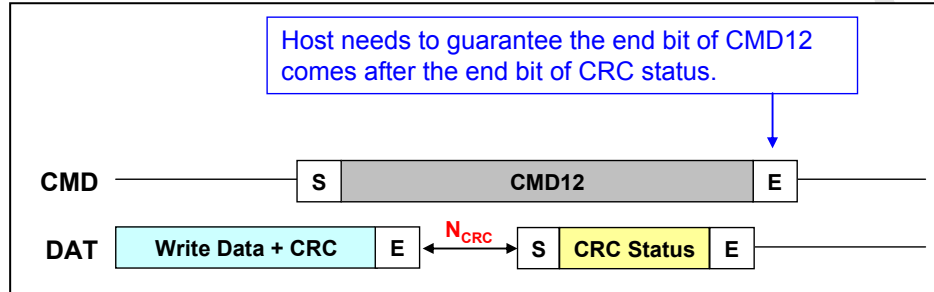 Host needs to guarantee the end bit of CMD12
comes after the end bit of CRC status.
CMD S CMD12 E
N_CRC
DAT Write Data + CRC E S CRC Status E